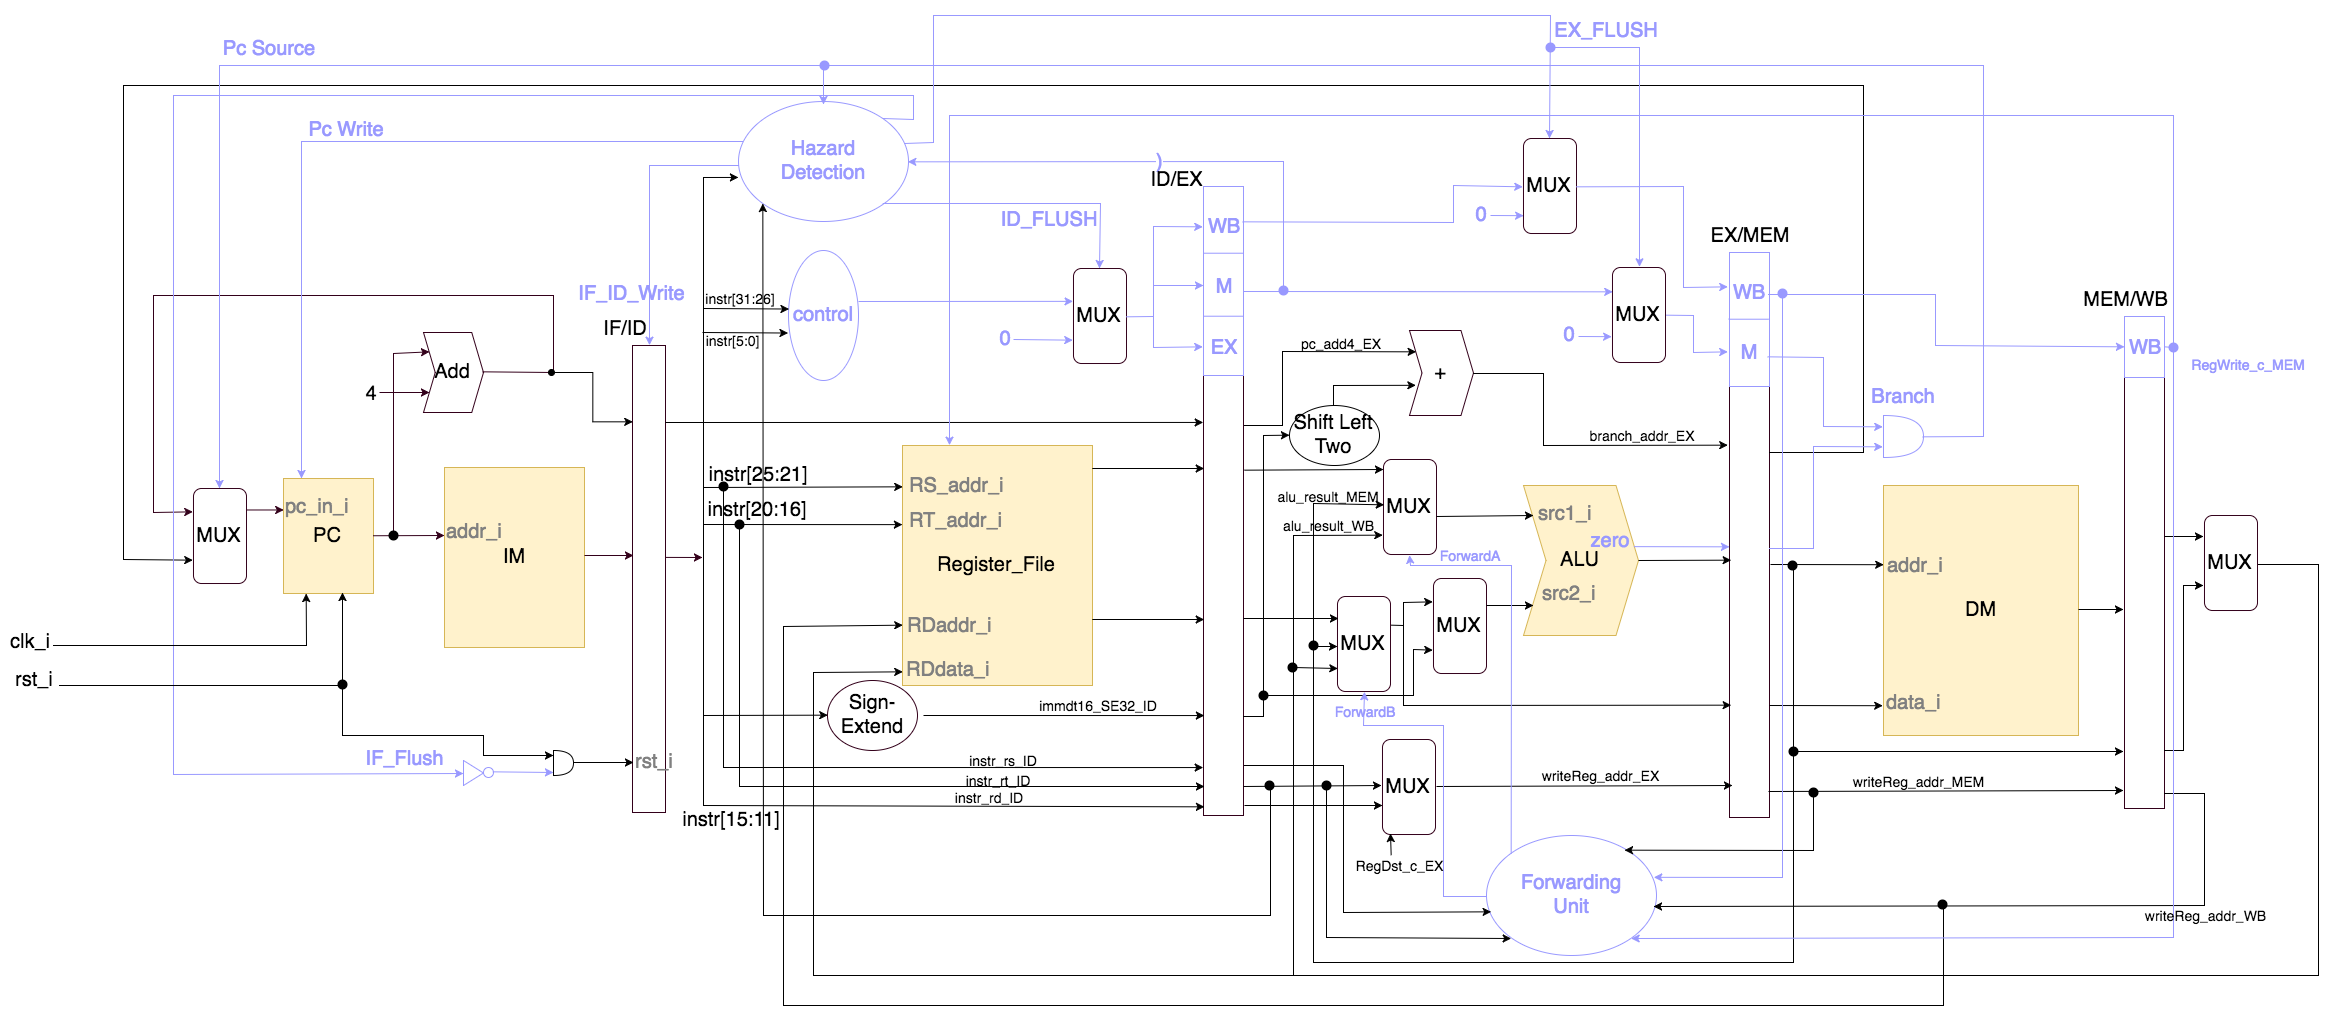 EX_FLUSH
Pc Source
Pc Write
Hazard
Detection
ID/EX
MUX
0
ID_FLUSH
WB
EX/MEM
M
IF_ID_Write
WB
MEM/WB
instr[31:26]
control
MUX
MUX
IF/ID
instr[5:0]
0
EX
0
M
WB
RegWrite_c_MEM
pc_add4_EX
Add
+
4
Branch
Shift Left
Two
branch_addr_EX
instr[25:21]
RS_addr_i
alu_result_MEM
MUX
pc_in_i
instr[20:16]
RT_addr_i
src1_i
alu_result_WB
MUX
PC
addr_i
IM
zero
ForwardA
ALU
Register_File
addr_i
MUX
src2_i
DM
RDaddr_i
MUX
MUX
clk_i
RDdata_i
rst_i
Sign-
Extend
immdt16_SE32_ID
ForwardB
data_i
IF_Flush
rst_i
instr_rs_ID
instr_rt_ID
MUX
writeReg_addr_EX
writeReg_addr_MEM
instr_rd_ID
instr[15:11]
RegDst_c_EX
Forwarding
Unit
writeReg_addr_WB